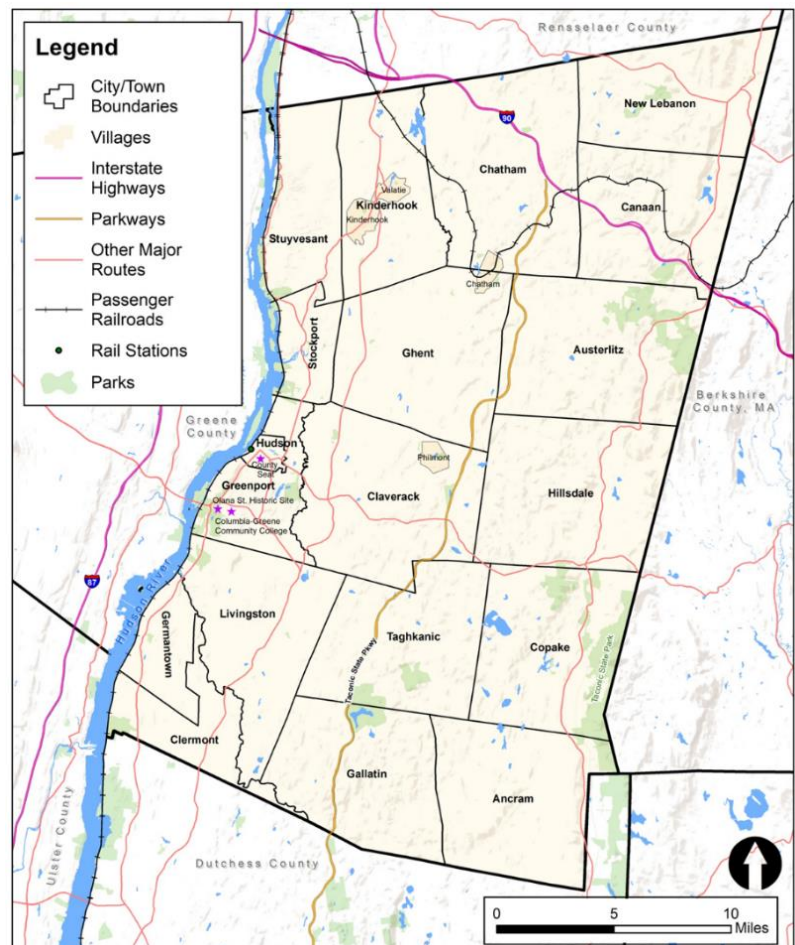 Legend
City/Town
Boundaries
Villages
Interstate
Highways
Parkways
Other Major
Routes
Passenger
Railroads
Rail Stations
Parks
Rensselaer County
New Lebanon
90
Chatham
Canaan
Valatie
Kinderhook
Kinderhook
Stuyvesant
Chatham
Stockport
Ghent
Austerlitz
Berkshire
County, MA
Greene
County
Hudson
County
Seat
Philmont
Greenport
Claverack
Hillsdale
Olana St. Historic Site
Columbia-Greene
Community College
87
Hudson River
Germantown
Livingston
Taghkanic
Copake
Taconic State Park
Taconic State Pkwy
Clermont
Gallatin
Ancram
Ulster County
Dutchess County
0 5 10
Miles